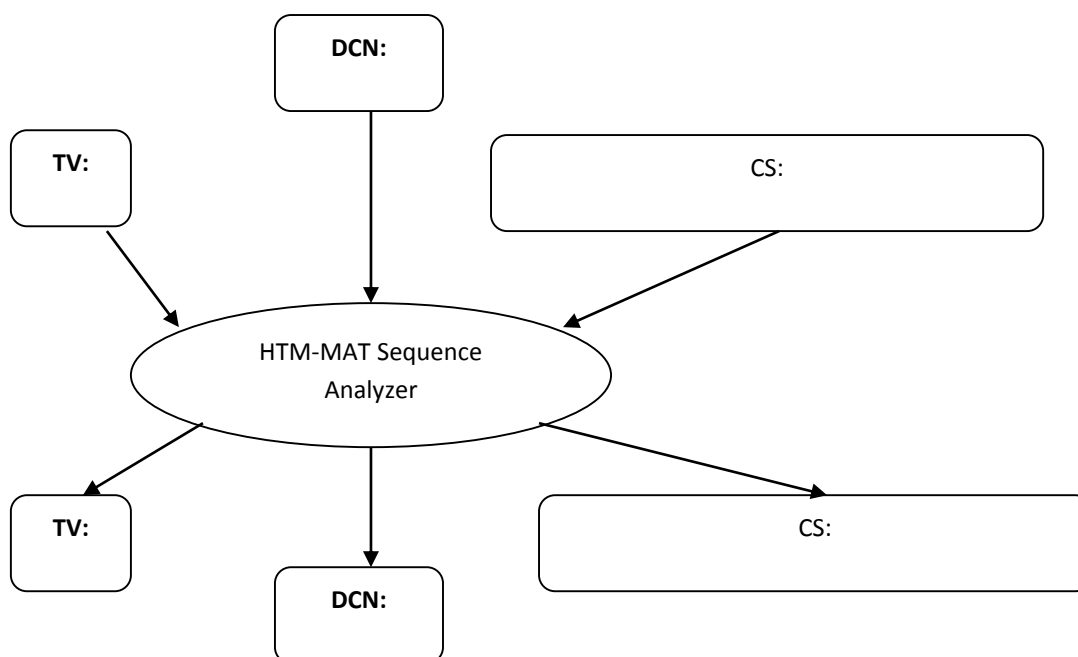 DCN:
TV:
CS:
HTM-MAT Sequence
Analyzer
TV:
CS:
DCN: